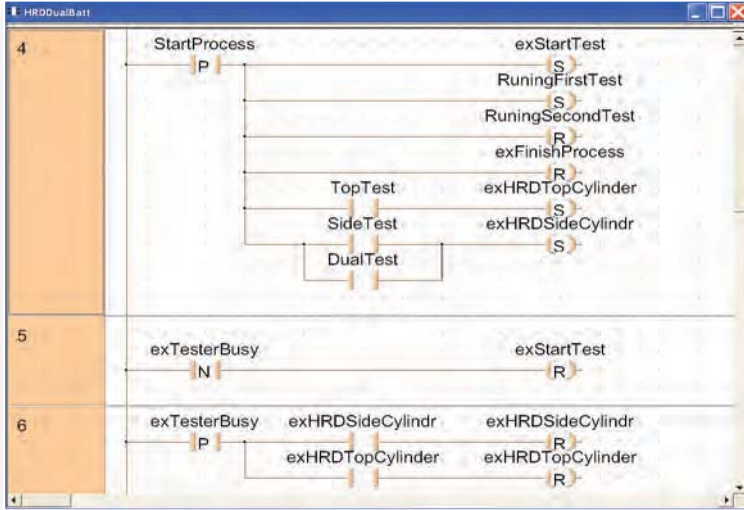 HRDDualBatt
4
StartProcess exStartTest
P S
RuningFirstTest
S
RuningSecondTest
R
exFinishProcess
R
TopTest exHRDTopCylinder
S
SideTest exHRDSideCylindr
S
DualTest
5
exTesterBusy exStartTest
N R
6
exTesterBusy exHRDSideCylindr exHRDSideCylindr
P R
exHRDTopCylinder exHRDTopCylinder
R